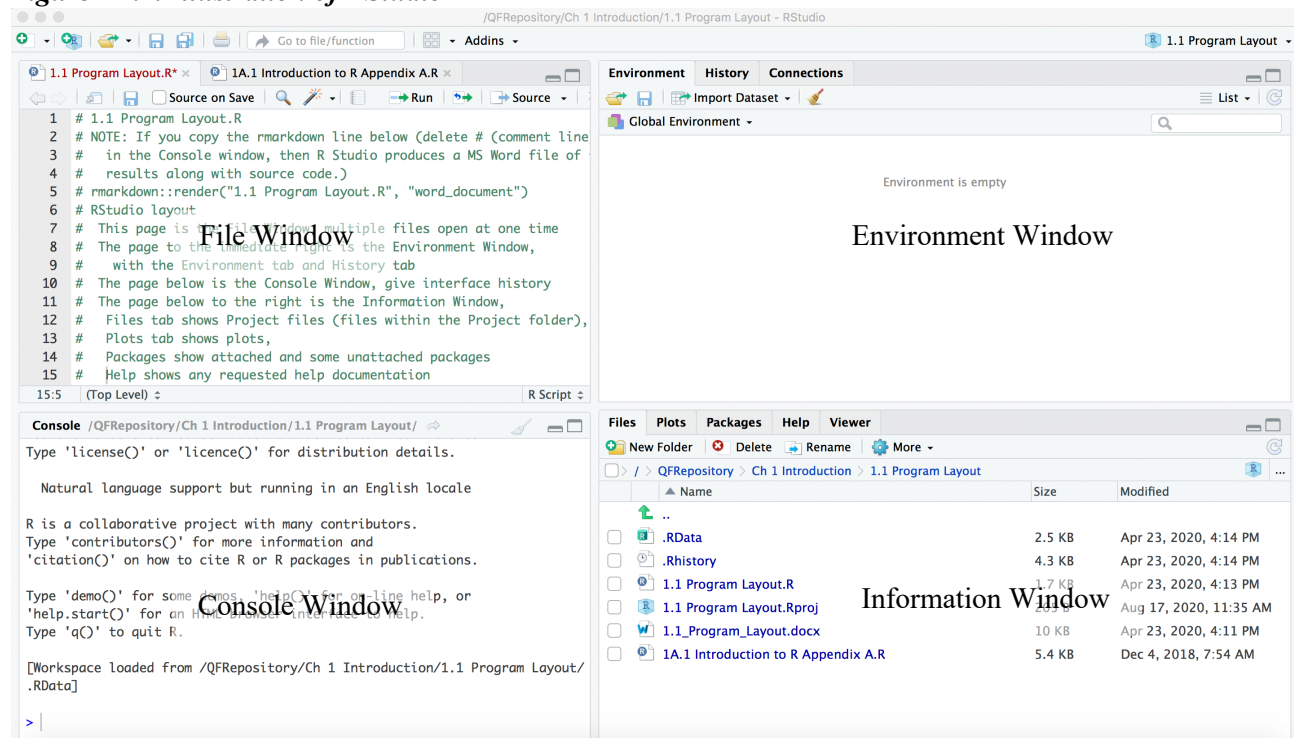 /QFRepository/Ch 1 Introduction/1.1 Program Layout - RStudio
Go to file/function
Addins
1.1 Program Layout
1.1 Program Layout.R*
1A.1 Introduction to R Appendix A.R
Source on Save
Run
Source
1 # 1.1 Program Layout.R
2 # NOTE: If you copy the rmarkdown line below (delete # (comment line
3 #   in the Console window, then R Studio produces a MS Word file of
4 #   results along with source code.)
5 # rmarkdown::render("1.1 Program Layout.R", "word_document")
6 # RStudio layout
7 #  This page is the File Window, multiple files open at one time
8 #  The page to the immediate right is the Environment Window,
9 #    with the Environment tab and History tab
10 #  The page below is the Console Window, give interface history
11 #  The page below to the right is the Information Window,
12 #   Files tab shows Project files (files within the Project folder),
13 #   Plots tab shows plots,
14 #   Packages show attached and some unattached packages
15 #   Help shows any requested help documentation
File Window
15:5 (Top Level) R Script
Environment History Connections
Import Dataset
List
Global Environment
Environment is empty
Environment Window
Console /QFRepository/Ch 1 Introduction/1.1 Program Layout/
Type 'license()' or 'licence()' for distribution details.
Natural language support but running in an English locale
R is a collaborative project with many contributors.
Type 'contributors()' for more information and
'citation()' on how to cite R or R packages in publications.
Type 'demo()' for some demos, 'help()' for on-line help, or
'help.start()' for an HTML browser interface to help.
Type 'q()' to quit R.
Console Window
[Workspace loaded from /QFRepository/Ch 1 Introduction/1.1 Program Layout/
.RData]
>
Files Plots Packages Help Viewer
New Folder Delete Rename More
/ > QFRepository > Ch 1 Introduction > 1.1 Program Layout
Name Size Modified
..
.RData 2.5 KB Apr 23, 2020, 4:14 PM
.Rhistory 4.3 KB Apr 23, 2020, 4:14 PM
1.1 Program Layout.R 1.7 KB Apr 23, 2020, 4:13 PM
1.1 Program Layout.Rproj Aug 17, 2020, 11:35 AM
1.1_Program_Layout.docx 10 KB Apr 23, 2020, 4:11 PM
1A.1 Introduction to R Appendix A.R 5.4 KB Dec 4, 2018, 7:54 AM
Information Window